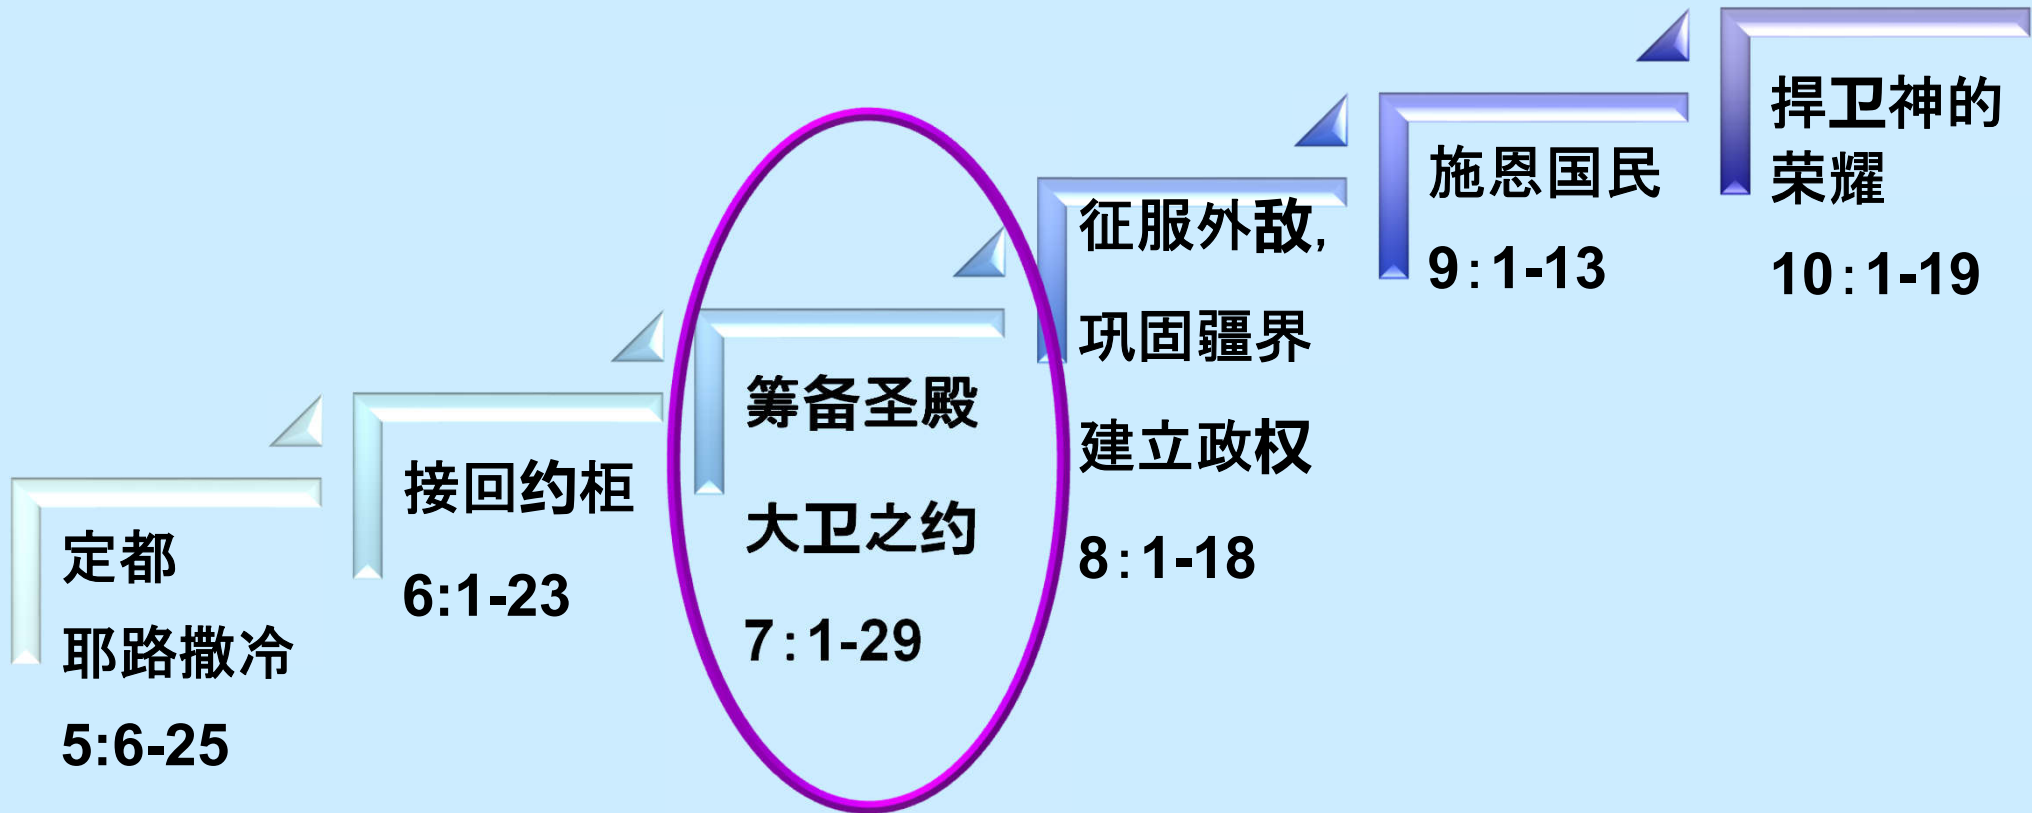 定都
耶路撒冷
5:6-25
接回约柜
6:1-23
筹备圣殿
大卫之约
7：1-29
征服外敌,
巩固疆界
建立政权
8：1-18
施恩国民
9：1-13
捍卫神的
荣耀
10：1-19